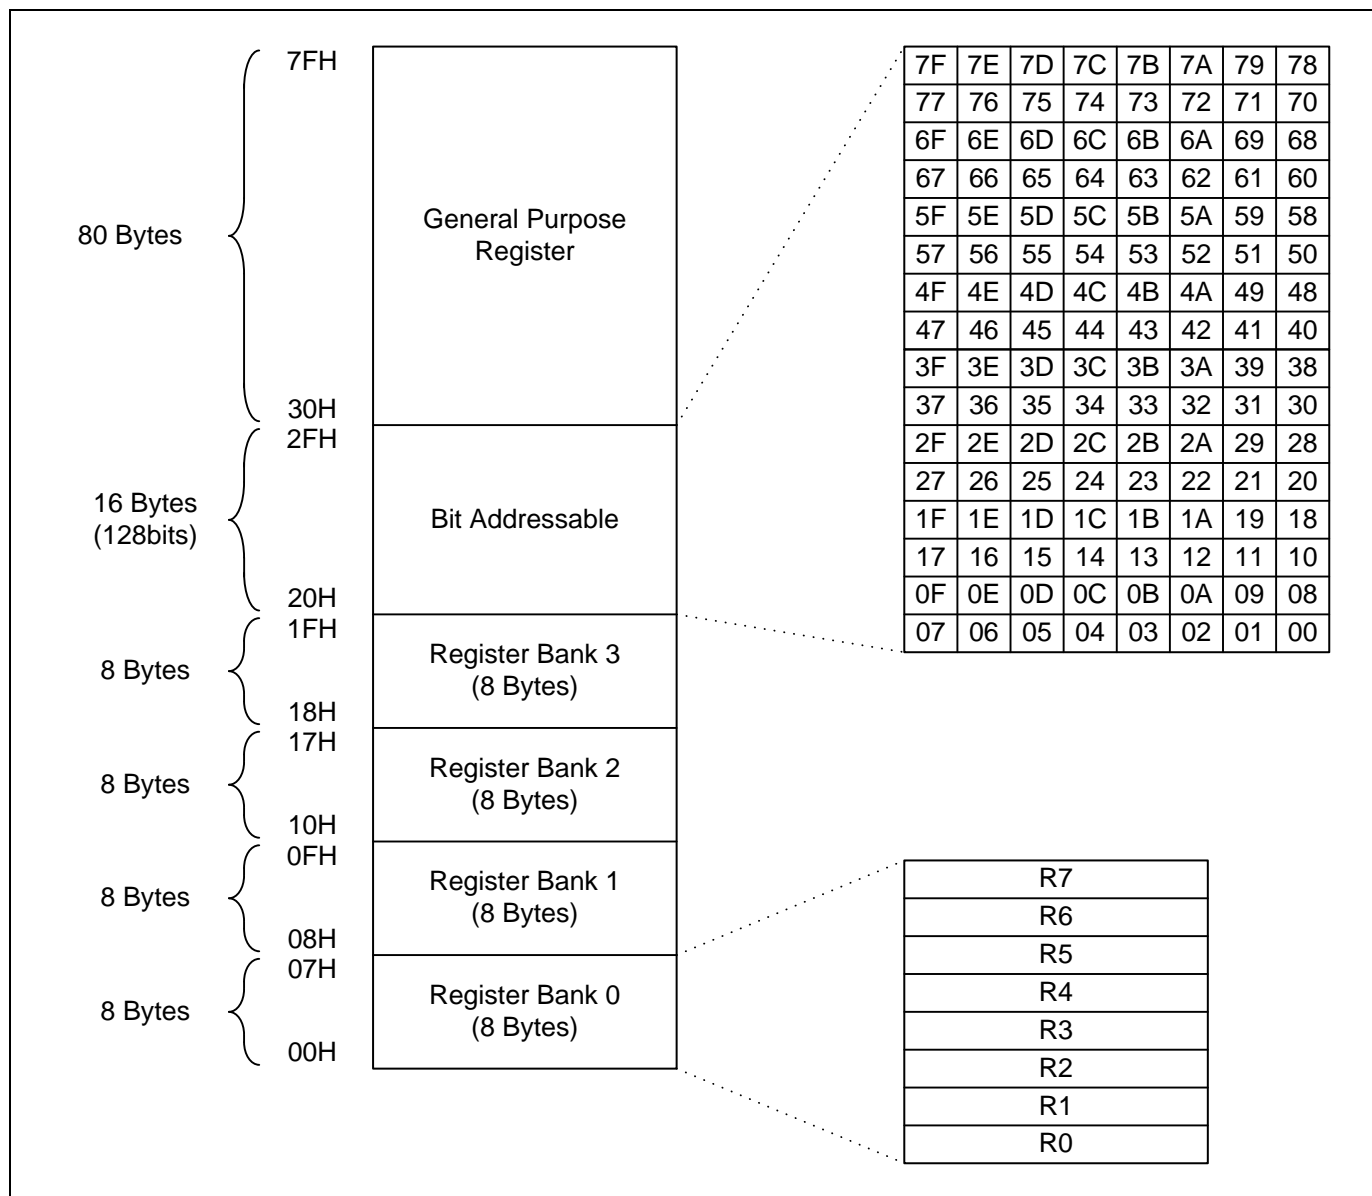 7FH
80 Bytes
General Purpose
Register
30H
2FH
16 Bytes
(128bits)
Bit Addressable
20H
1FH
8 Bytes
Register Bank 3
(8 Bytes)
18H
17H
8 Bytes
Register Bank 2
(8 Bytes)
10H
0FH
8 Bytes
Register Bank 1
(8 Bytes)
08H
07H
8 Bytes
Register Bank 0
(8 Bytes)
00H
7F 7E 7D 7C 7B 7A 79 78
77 76 75 74 73 72 71 70
6F 6E 6D 6C 6B 6A 69 68
67 66 65 64 63 62 61 60
5F 5E 5D 5C 5B 5A 59 58
57 56 55 54 53 52 51 50
4F 4E 4D 4C 4B 4A 49 48
47 46 45 44 43 42 41 40
3F 3E 3D 3C 3B 3A 39 38
37 36 35 34 33 32 31 30
2F 2E 2D 2C 2B 2A 29 28
27 26 25 24 23 22 21 20
1F 1E 1D 1C 1B 1A 19 18
17 16 15 14 13 12 11 10
0F 0E 0D 0C 0B 0A 09 08
07 06 05 04 03 02 01 00
R7
R6
R5
R4
R3
R2
R1
R0